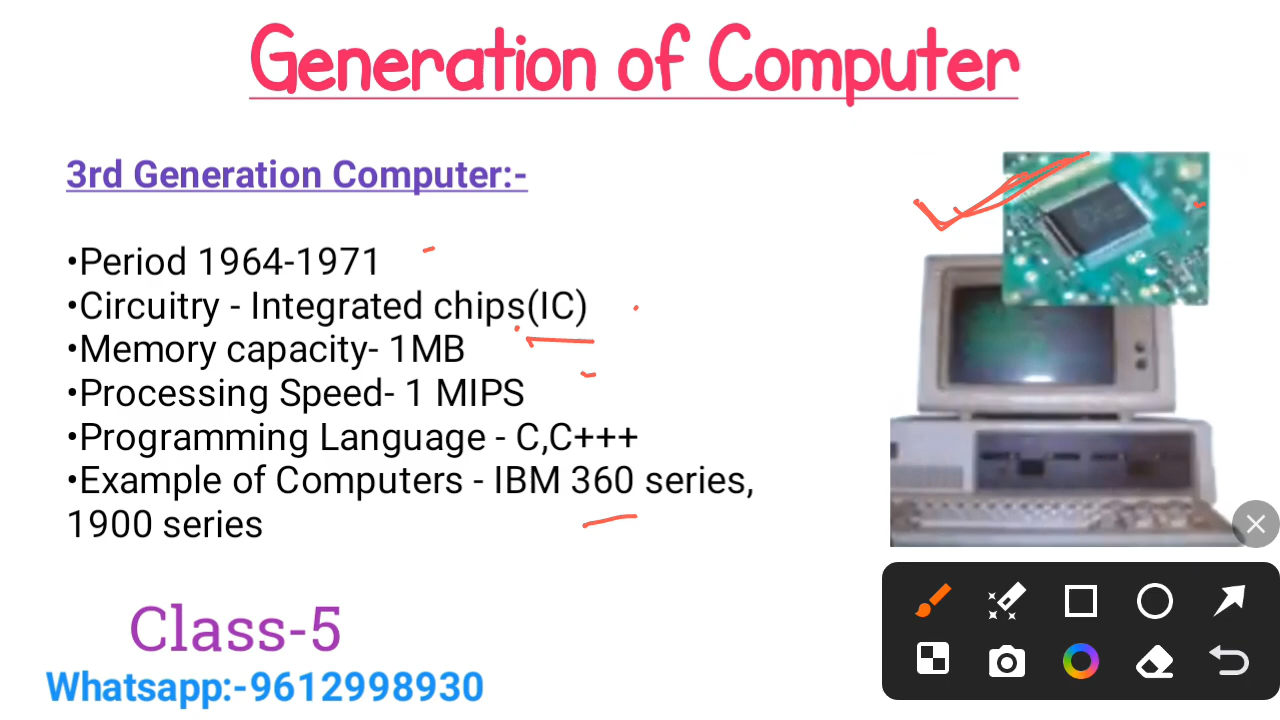 Generation of Computer
3rd Generation Computer:-
•Period 1964-1971
•Circuitry - Integrated chips(IC)
•Memory capacity- 1MB
•Processing Speed- 1 MIPS
•Programming Language - C,C+++
•Example of Computers - IBM 360 series,
1900 series
Class-5
Whatsapp:-9612998930